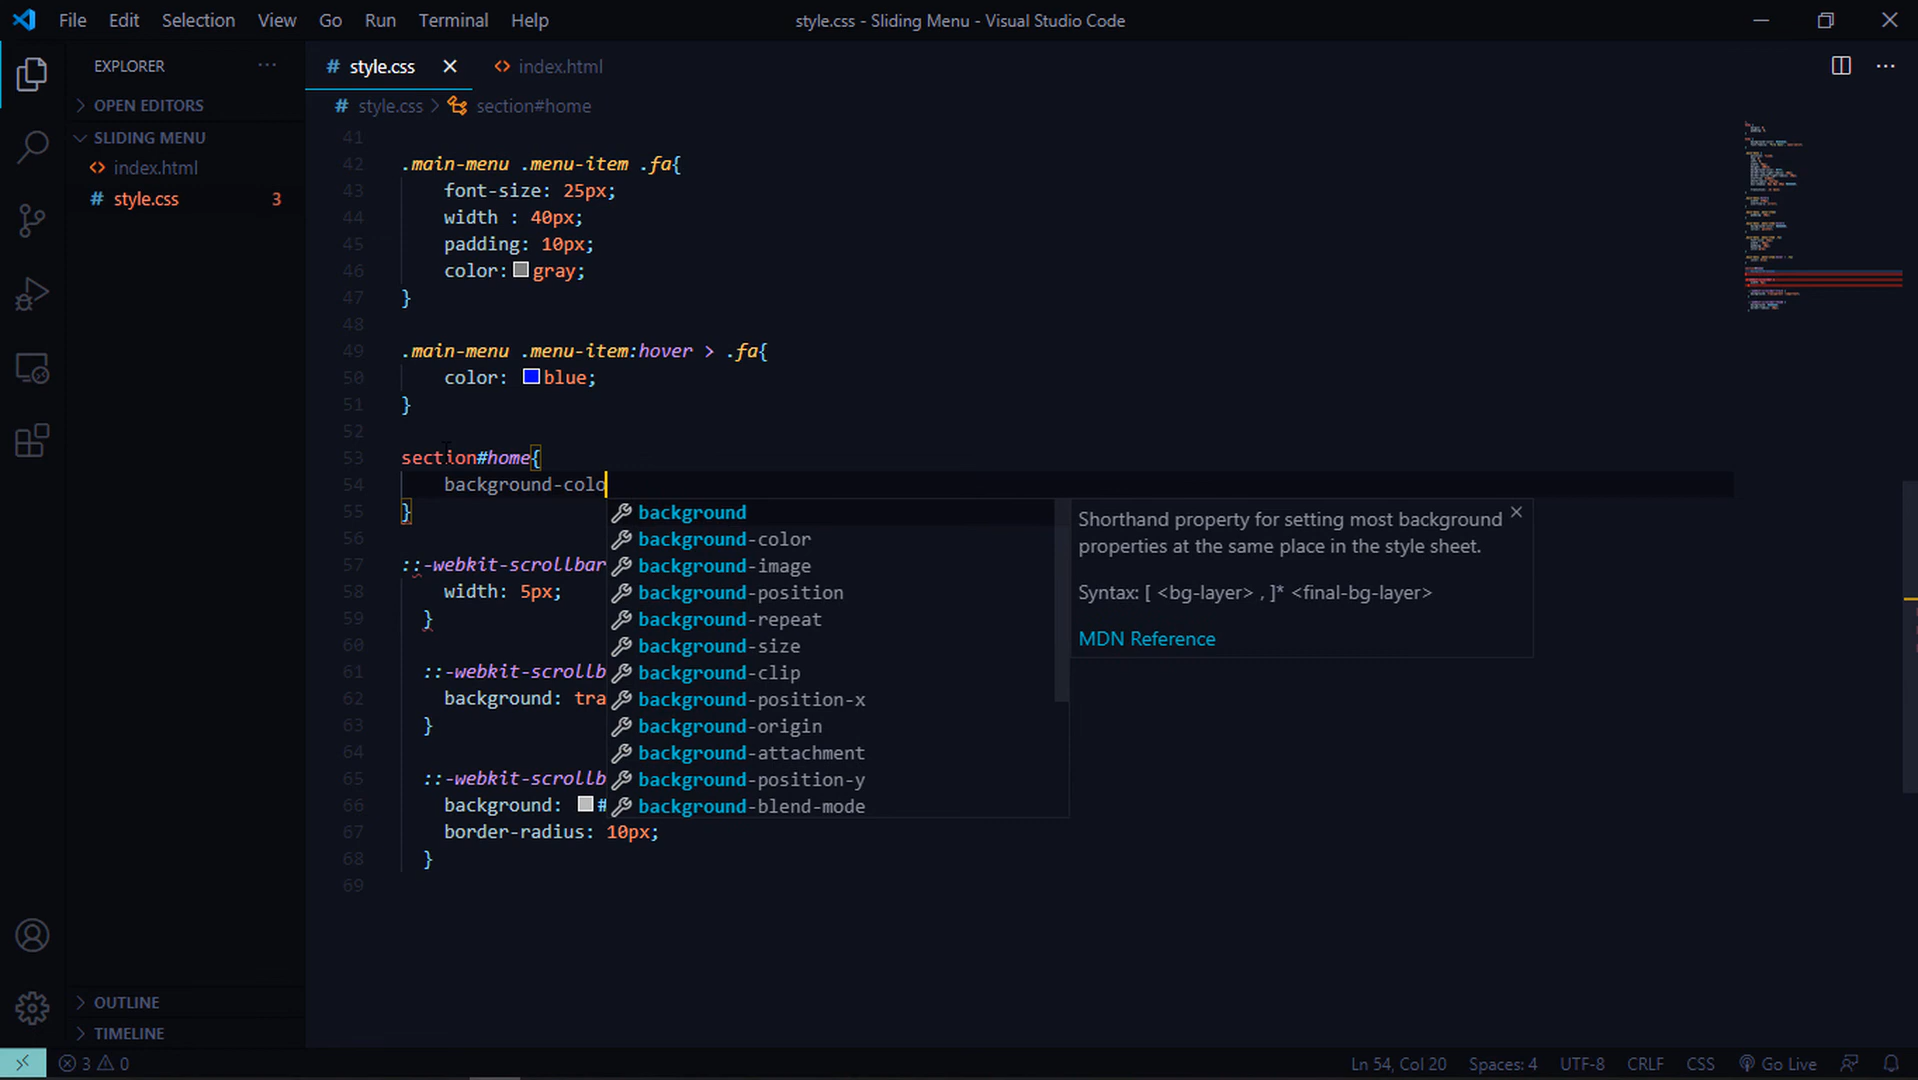 File Edit Selection View Go Run Terminal Help
style.css - Sliding Menu - Visual Studio Code
EXPLORER
OPEN EDITORS
SLIDING MENU
index.html
style.css 3
style.css index.html
style.css > section#home
41
42 .main-menu .menu-item .fa{
43 font-size: 25px;
44 width : 40px;
45 padding: 10px;
46 color: gray;
47 }
48
49 .main-menu .menu-item:hover > .fa{
50 color: blue;
51 }
52
53 section#home{
54 background-colo
55 }
56
57 ::-webkit-scrollbar
58 width: 5px;
59 }
60
61 ::-webkit-scrollb
62 background: tra
63 }
64
65 ::-webkit-scrollb
66 background: #
67 border-radius: 10px;
68 }
69
background
background-color
background-image
background-position
background-repeat
background-size
background-clip
background-position-x
background-origin
background-attachment
background-position-y
background-blend-mode
Shorthand property for setting most background
properties at the same place in the style sheet.
Syntax: [ <bg-layer> , ]* <final-bg-layer>
MDN Reference
OUTLINE
TIMELINE
3 0
Ln 54, Col 20 Spaces: 4 UTF-8 CRLF CSS Go Live